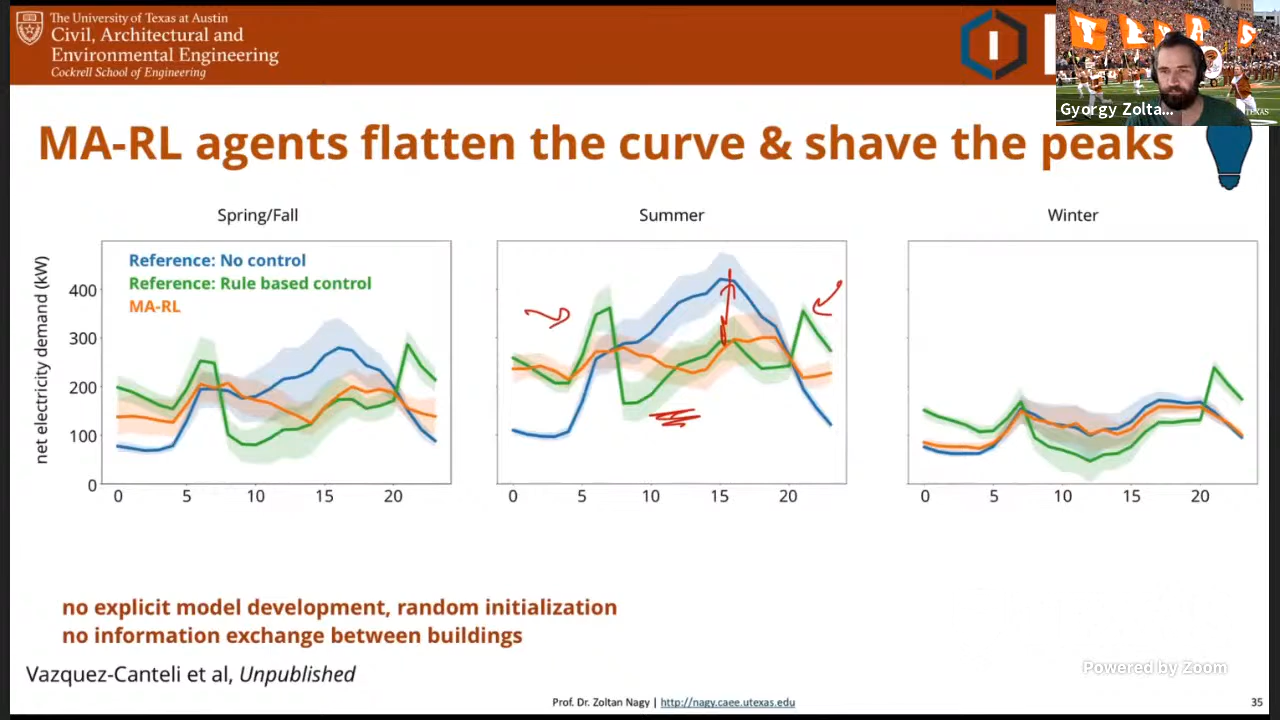 The University of Texas at Austin
Civil, Architectural and
Environmental Engineering
Cockrell School of Engineering
TEXAS
Gyorgy Zolta...
TEXAS
MA-RL agents flatten the curve & shave the peaks
Spring/Fall
Summer
Winter
net electricity demand (kW)
400
300
200
100
0
Reference: No control
Reference: Rule based control
MA-RL
0 5 10 15 20
0 5 10 15 20
0 5 10 15 20
no explicit model development, random initialization
no information exchange between buildings
Vazquez-Canteli et al, Unpublished
Powered by Zoom
Prof. Dr. Zoltan Nagy | http://nagy.caee.utexas.edu
35